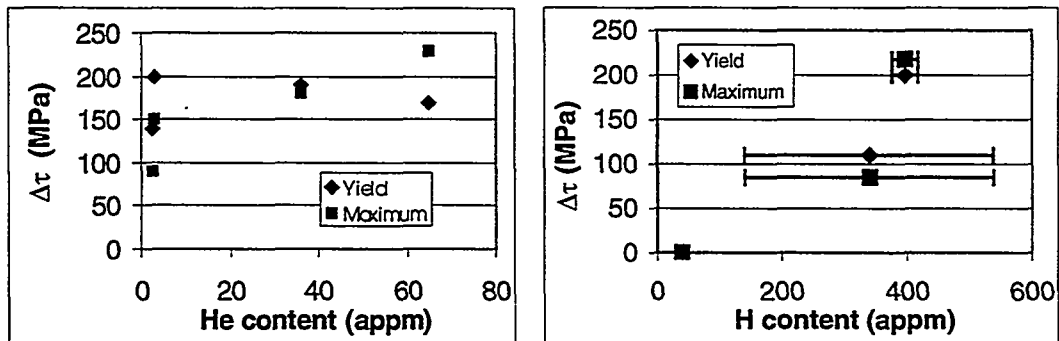 250
200
150
100
50
0
Δτ (MPa)
Yield
Maximum
0 20 40 60 80
He content (appm)
250
200
150
100
50
0
Δτ (MPa)
Yield
Maximum
0 200 400 600
H content (appm)